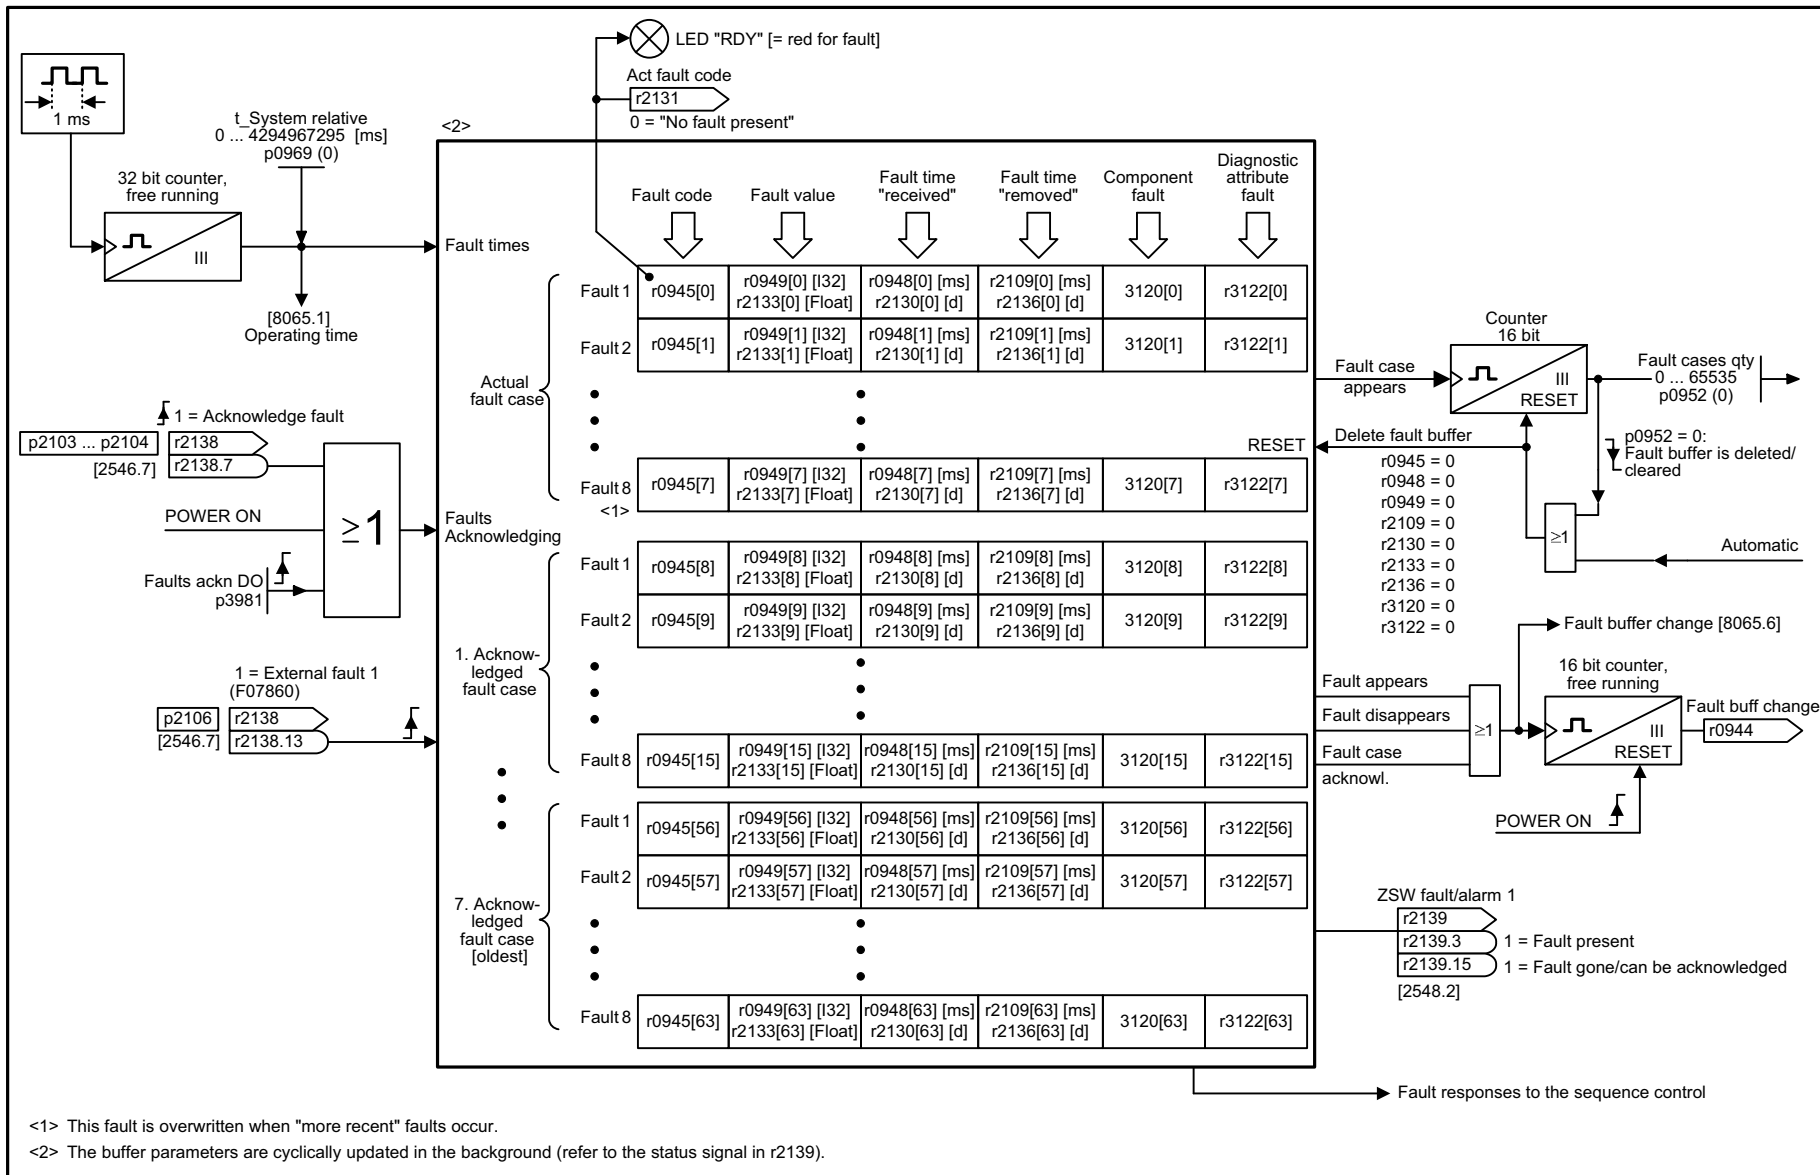 LED "RDY" [= red for fault]
Act fault code
r2131
0 = "No fault present"
1 ms
t_System relative
0 ... 4294967295 [ms]
p0969 (0)
<2>
32 bit counter,
free running
III
[8065.1]
Operating time
Fault times
Fault code
Fault value
Fault time
"received"
Fault time
"removed"
Component
fault
Diagnostic
attribute
fault
Actual
fault case
Fault 1
r0945[0]
r0949[0] [I32]
r2133[0] [Float]
r0948[0] [ms]
r2130[0] [d]
r2109[0] [ms]
r2136[0] [d]
3120[0]
r3122[0]
Fault 2
r0945[1]
r0949[1] [I32]
r2133[1] [Float]
r0948[1] [ms]
r2130[1] [d]
r2109[1] [ms]
r2136[1] [d]
3120[1]
r3122[1]
Fault 8
<1>
r0945[7]
r0949[7] [I32]
r2133[7] [Float]
r0948[7] [ms]
r2130[7] [d]
r2109[7] [ms]
r2136[7] [d]
3120[7]
r3122[7]
1 = Acknowledge fault
p2103 ... p2104
r2138
[2546.7]
r2138.7
POWER ON
≥1
Faults ackn DO
p3981
Faults
Acknowledging
1. Acknow-
ledged
fault case
Fault 1
r0945[8]
r0949[8] [I32]
r2133[8] [Float]
r0948[8] [ms]
r2130[8] [d]
r2109[8] [ms]
r2136[8] [d]
3120[8]
r3122[8]
Fault 2
r0945[9]
r0949[9] [I32]
r2133[9] [Float]
r0948[9] [ms]
r2130[9] [d]
r2109[9] [ms]
r2136[9] [d]
3120[9]
r3122[9]
Fault 8
r0945[15]
r0949[15] [I32]
r2133[15] [Float]
r0948[15] [ms]
r2130[15] [d]
r2109[15] [ms]
r2136[15] [d]
3120[15]
r3122[15]
1 = External fault 1
(F07860)
p2106
r2138
[2546.7]
r2138.13
7. Acknow-
ledged
fault case
[oldest]
Fault 1
r0945[56]
r0949[56] [I32]
r2133[56] [Float]
r0948[56] [ms]
r2130[56] [d]
r2109[56] [ms]
r2136[56] [d]
3120[56]
r3122[56]
Fault 2
r0945[57]
r0949[57] [I32]
r2133[57] [Float]
r0948[57] [ms]
r2130[57] [d]
r2109[57] [ms]
r2136[57] [d]
3120[57]
r3122[57]
Fault 8
r0945[63]
r0949[63] [I32]
r2133[63] [Float]
r0948[63] [ms]
r2130[63] [d]
r2109[63] [ms]
r2136[63] [d]
3120[63]
r3122[63]
Fault case
appears
Counter
16 bit
III
RESET
Fault cases qty
0 ... 65535
p0952 (0)
RESET
Delete fault buffer
r0945 = 0
r0948 = 0
r0949 = 0
r2109 = 0
r2130 = 0
r2133 = 0
r2136 = 0
r3120 = 0
r3122 = 0
p0952 = 0:
Fault buffer is deleted/
cleared
≥1
Automatic
Fault buffer change [8065.6]
Fault appears
Fault disappears
Fault case
acknowl.
≥1
16 bit counter,
free running
III
RESET
Fault buff change
r0944
POWER ON
ZSW fault/alarm 1
r2139
r2139.3
1 = Fault present
r2139.15
1 = Fault gone/can be acknowledged
[2548.2]
Fault responses to the sequence control
<1> This fault is overwritten when "more recent" faults occur.
<2> The buffer parameters are cyclically updated in the background (refer to the status signal in r2139).